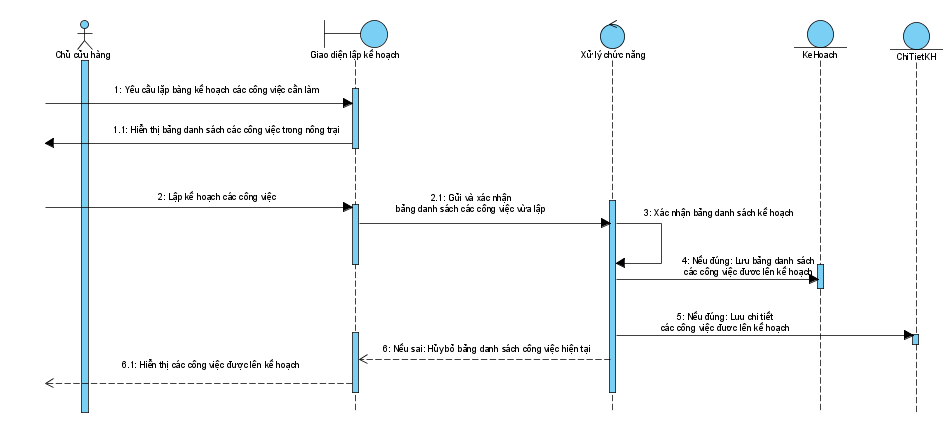 Chủ cửu hàng
Giao diện lập kế hoạch
Xử lý chức năng
KeHoach
ChiTietKH
1: Yêu cầu lập bảng kế hoạch các công việc cần làm
1.1: Hiển thị bảng danh sách các công việc trong nông trại
2: Lập kế hoạch các công việc
2.1: Gửi và xác nhận
bảng danh sách các công việc vừa lập
3: Xác nhận bảng danh sách kế hoạch
4: Nếu đúng: Lưu bảng danh sách
các công việc được lên kế hoạch
5: Nếu đúng: Lưu chi tiết
các công việc được lên kế hoạch
6: Nếu sai: Hủy bỏ bảng danh sách công việc hiện tại
6.1: Hiển thị các công việc được lên kế hoạch